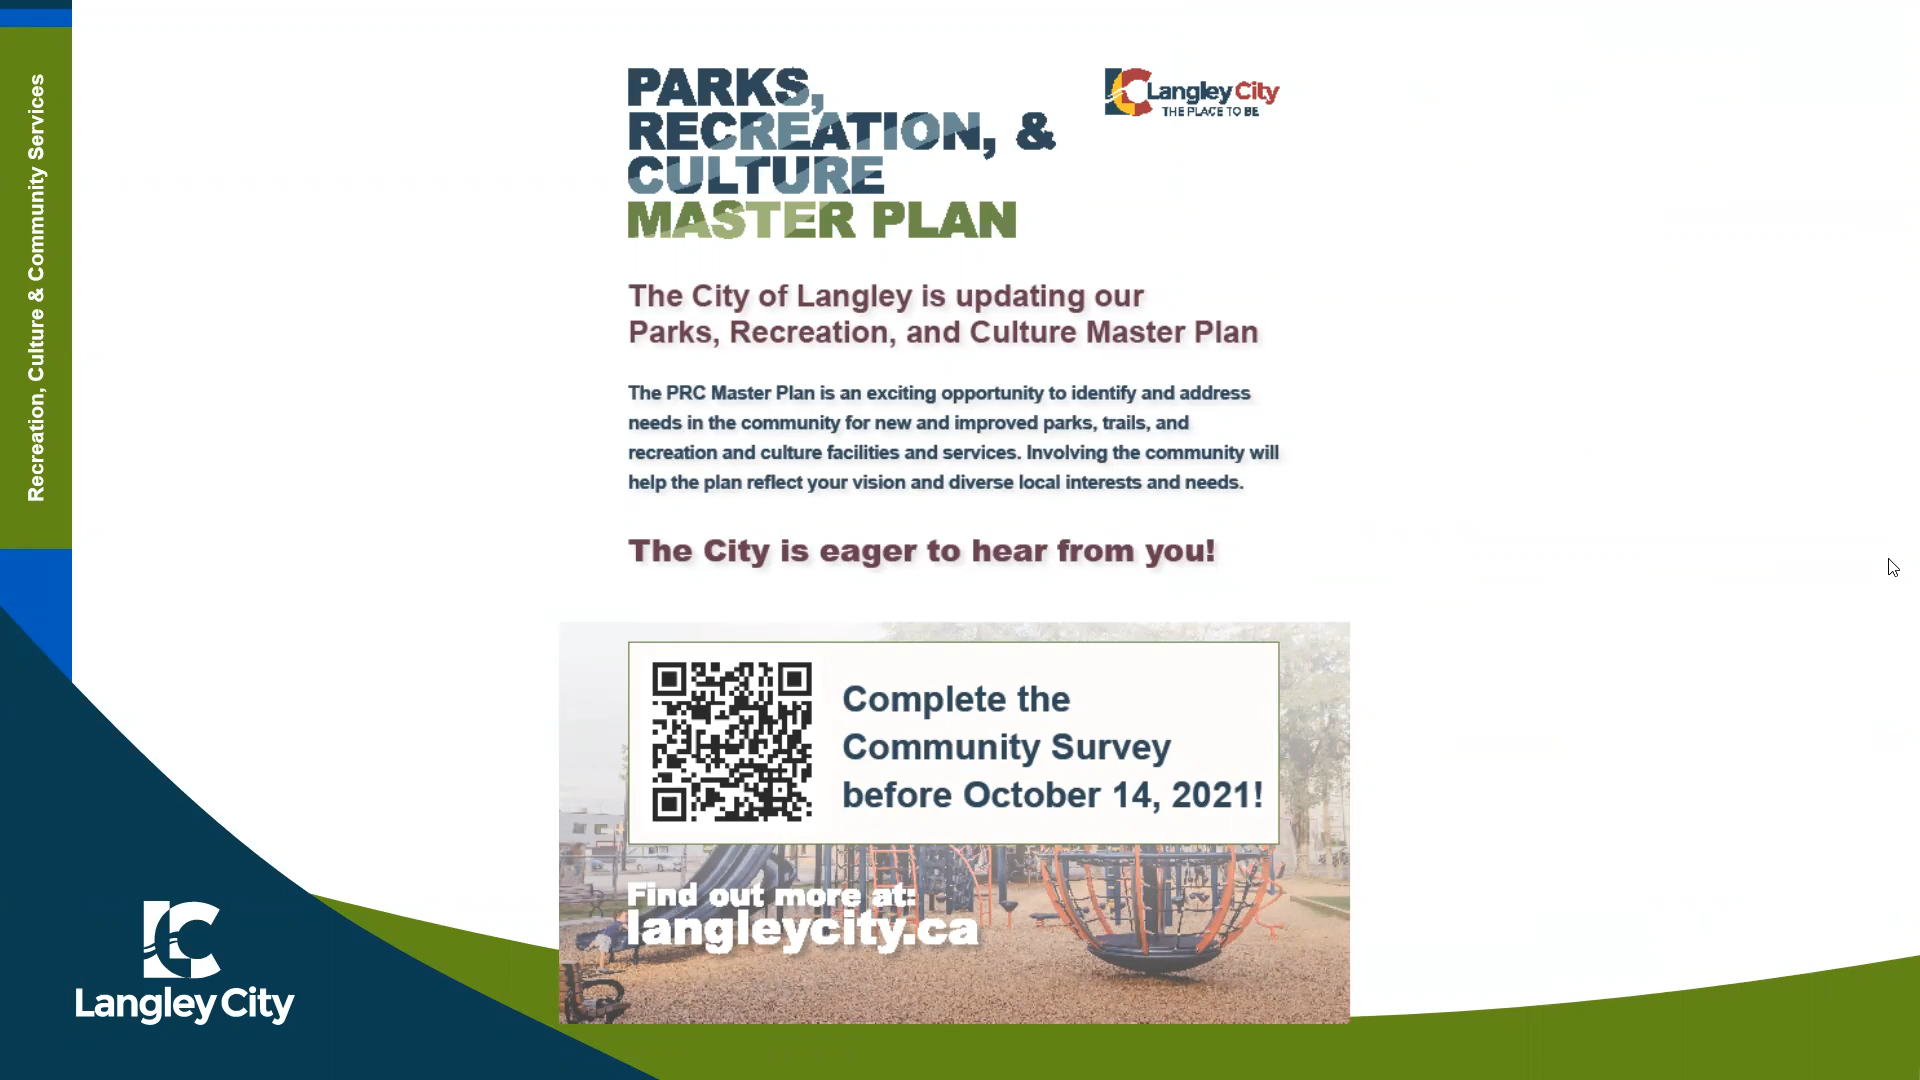 Recreation, Culture & Community Services
PARKS,
RECREATION, &
CULTURE
MASTER PLAN
Langley City
THE PLACE TO BE
The City of Langley is updating our
Parks, Recreation, and Culture Master Plan
The PRC Master Plan is an exciting opportunity to identify and address
needs in the community for new and improved parks, trails, and
recreation and culture facilities and services. Involving the community will
help the plan reflect your vision and diverse local interests and needs.
The City is eager to hear from you!
Complete the
Community Survey
before October 14, 2021!
Find out more at:
langleycity.ca
LC
Langley City